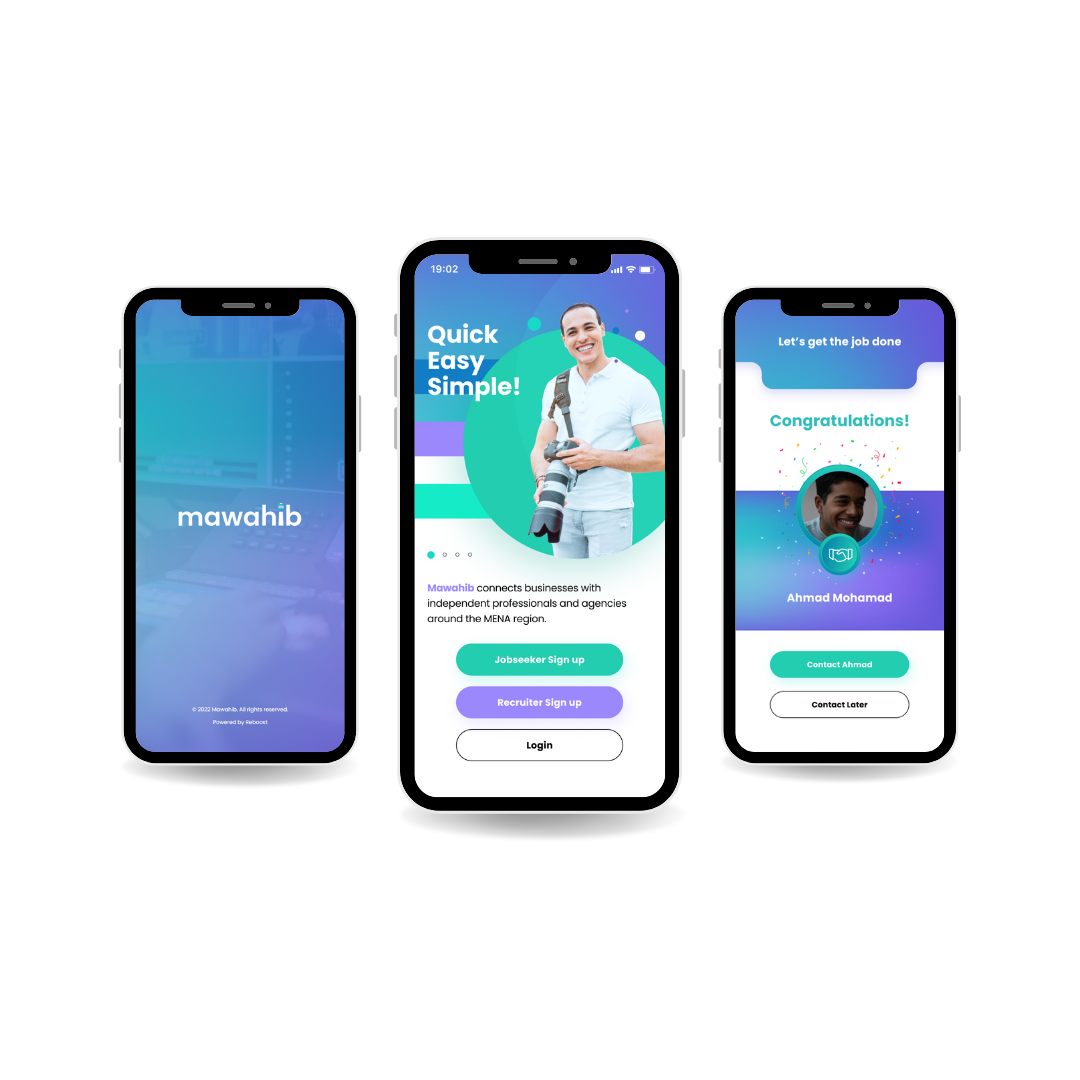 mawahib
© 2022 Mawahib. All rights reserved.
Powered by Reboost
19:02
Quick
Easy
Simple!
Mawahib connects businesses with
independent professionals and agencies
around the MENA region.
Jobseeker Sign up
Recruiter Sign up
Login
Let’s get the job done
Congratulations!
Ahmad Mohamad
Contact Ahmad
Contact Later